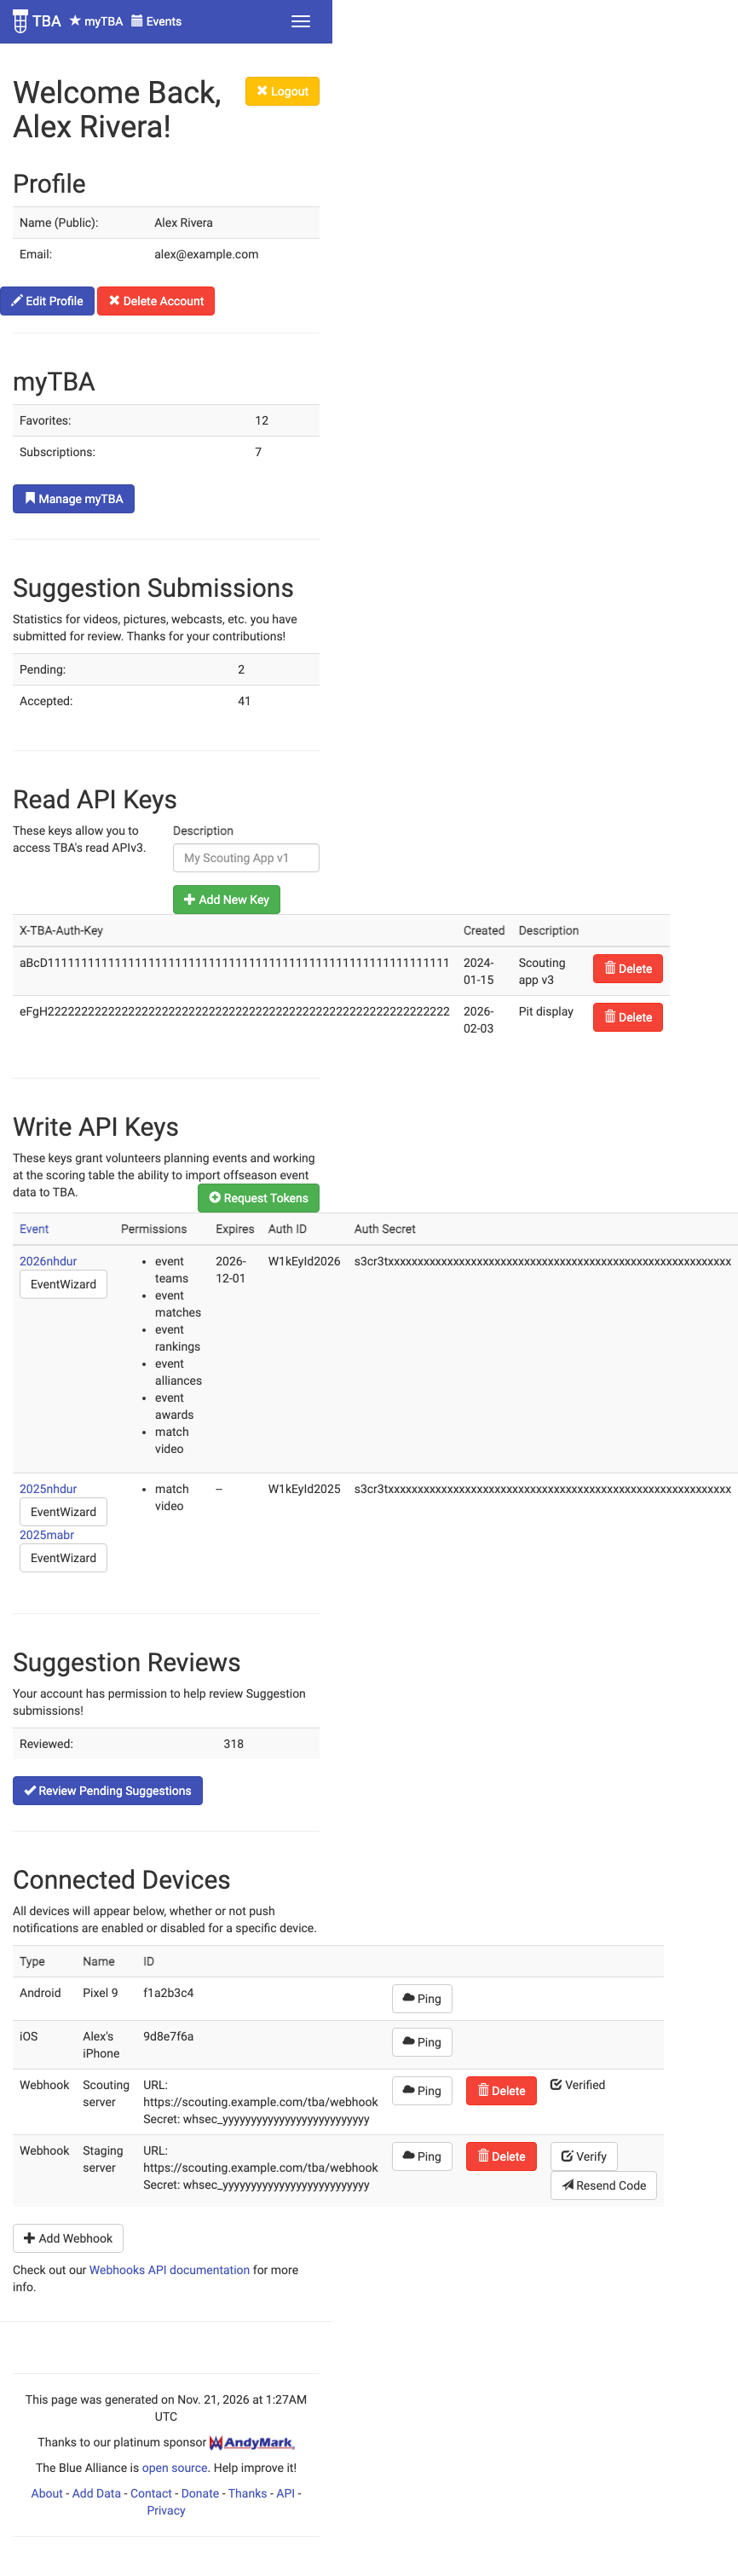 TBA myTBA Events
Welcome Back,
Alex Rivera!
Logout
Profile
Name (Public): Alex Rivera
Email: alex@example.com
Edit Profile Delete Account
myTBA
Favorites: 12
Subscriptions: 7
Manage myTBA
Suggestion Submissions
Statistics for videos, pictures, webcasts, etc. you have
submitted for review. Thanks for your contributions!
Pending: 2
Accepted: 41
Read API Keys
These keys allow you to
access TBA's read APIv3.
Description
My Scouting App v1
Add New Key
X-TBA-Auth-Key Created Description
aBcD111111111111111111111111111111111111111111111111111111111111 2024-
01-15 Scouting
app v3 Delete
eFgH222222222222222222222222222222222222222222222222222222222222 2026-
02-03 Pit display Delete
Write API Keys
These keys grant volunteers planning events and working
at the scoring table the ability to import offseason event
data to TBA.
Request Tokens
Event Permissions Expires Auth ID Auth Secret
2026nhdur
EventWizard
event
teams
event
matches
event
rankings
event
alliances
event
awards
match
video
2026-
12-01
W1kEyId2026
s3cr3txxxxxxxxxxxxxxxxxxxxxxxxxxxxxxxxxxxxxxxxxxxxxxxxxxxxxxxxxx
2025nhdur
EventWizard
2025mabr
EventWizard
match
video
--
W1kEyId2025
s3cr3txxxxxxxxxxxxxxxxxxxxxxxxxxxxxxxxxxxxxxxxxxxxxxxxxxxxxxxxxx
Suggestion Reviews
Your account has permission to help review Suggestion
submissions!
Reviewed: 318
Review Pending Suggestions
Connected Devices
All devices will appear below, whether or not push
notifications are enabled or disabled for a specific device.
Type Name ID
Android Pixel 9 f1a2b3c4 Ping
iOS Alex's
iPhone 9d8e7f6a Ping
Webhook Scouting
server
URL:
https://scouting.example.com/tba/webhook
Secret: whsec_yyyyyyyyyyyyyyyyyyyyyyyyyy
Ping Delete Verified
Webhook Staging
server
URL:
https://scouting.example.com/tba/webhook
Secret: whsec_yyyyyyyyyyyyyyyyyyyyyyyyyy
Ping Delete Verify
Resend Code
Add Webhook
Check out our Webhooks API documentation for more
info.
This page was generated on Nov. 21, 2026 at 1:27AM
UTC
Thanks to our platinum sponsor AndyMark
The Blue Alliance is open source. Help improve it!
About - Add Data - Contact - Donate - Thanks - API -
Privacy